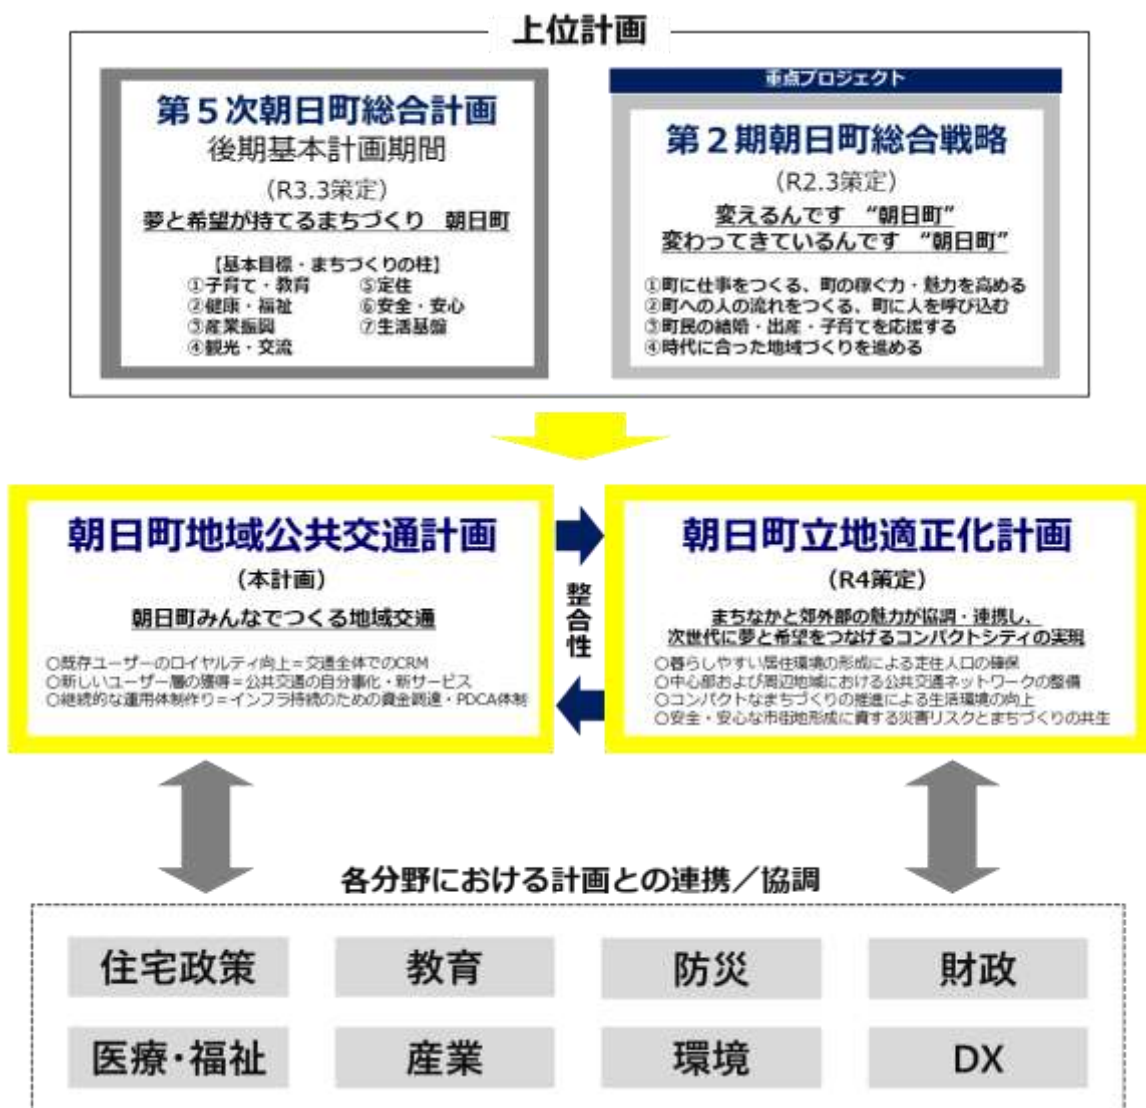 上位計画
第5次朝日町総合計画
後期基本計画期間
（R3.3策定）
夢と希望が持てるまちづくり　朝日町
【基本目標・まちづくりの柱】
①子育て・教育　⑤定住
②健康・福祉　⑥安全・安心
③産業振興　⑦生活基盤
④観光・交流
重点プロジェクト
第2期朝日町総合戦略
（R2.3策定）
変えるんです　“朝日町”
変わってきているんです　“朝日町”
①町に仕事をつくる、町の稼ぐ力・魅力を高める
②町への人の流れをつくる、町に人を呼び込む
③町民の結婚・出産・子育てを応援する
④時代に合った地域づくりを進める
朝日町地域公共交通計画
（本計画）
朝日町みんなでつくる地域交通
○既存ユーザーのロイヤルティ向上＝交通全体でのCRM
○新しいユーザー層の獲得＝公共交通の自分事化・新サービス
○継続的な運用体制作り＝インフラ持続のための資金調達・PDCA体制
整合性
朝日町立地適正化計画
（R4策定）
まちなかと郊外部の魅力が協調・連携し、
次世代に夢と希望をつなげるコンパクトシティの実現
○暮らしやすい居住環境の形成による定住人口の確保
○中心部および周辺地域における公共交通ネットワークの整備
○コンパクトなまちづくりの推進による生活環境の向上
○安全・安心な市街地形成に資する災害リスクとまちづくりの共生
各分野における計画との連携／協調
住宅政策　教育　防災　財政
医療・福祉　産業　環境　DX